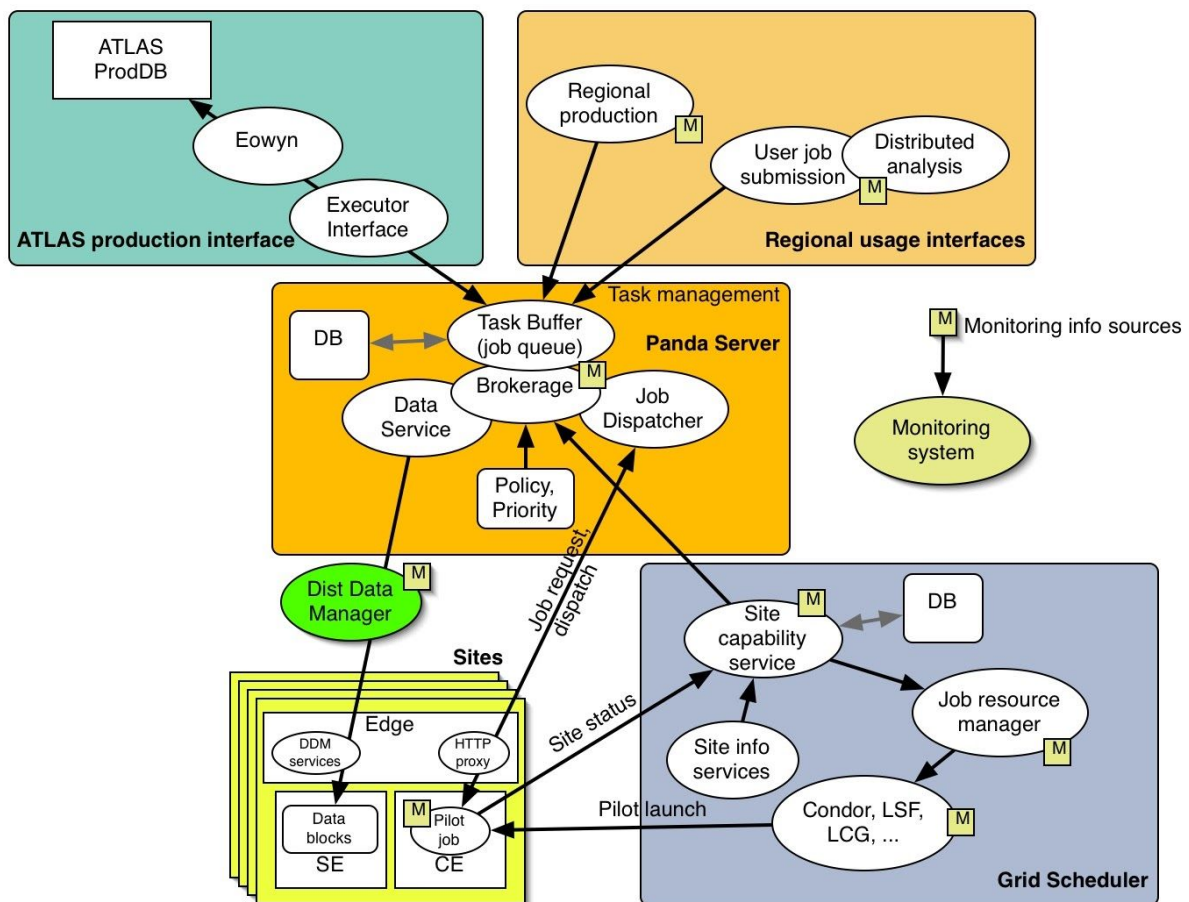 ATLAS
ProdDB
Eowyn
Executor
Interface
ATLAS production interface
Regional
production
M
User job
submission
M
Distributed
analysis
Regional usage interfaces
Task management
DB
Task Buffer
(job queue)
Panda Server
M
Brokerage
Data
Service
Job
Dispatcher
Policy,
Priority
M
Monitoring info sources
Monitoring
system
Job request,
dispatch
Dist Data
Manager
M
Sites
Edge
DDM
services
HTTP
proxy
Data
blocks
SE
M
Pilot
job
CE
Site status
Pilot launch
M
Site
capability
service
DB
Job resource
manager
M
Site info
services
Condor, LSF,
LCG, ...
M
Grid Scheduler